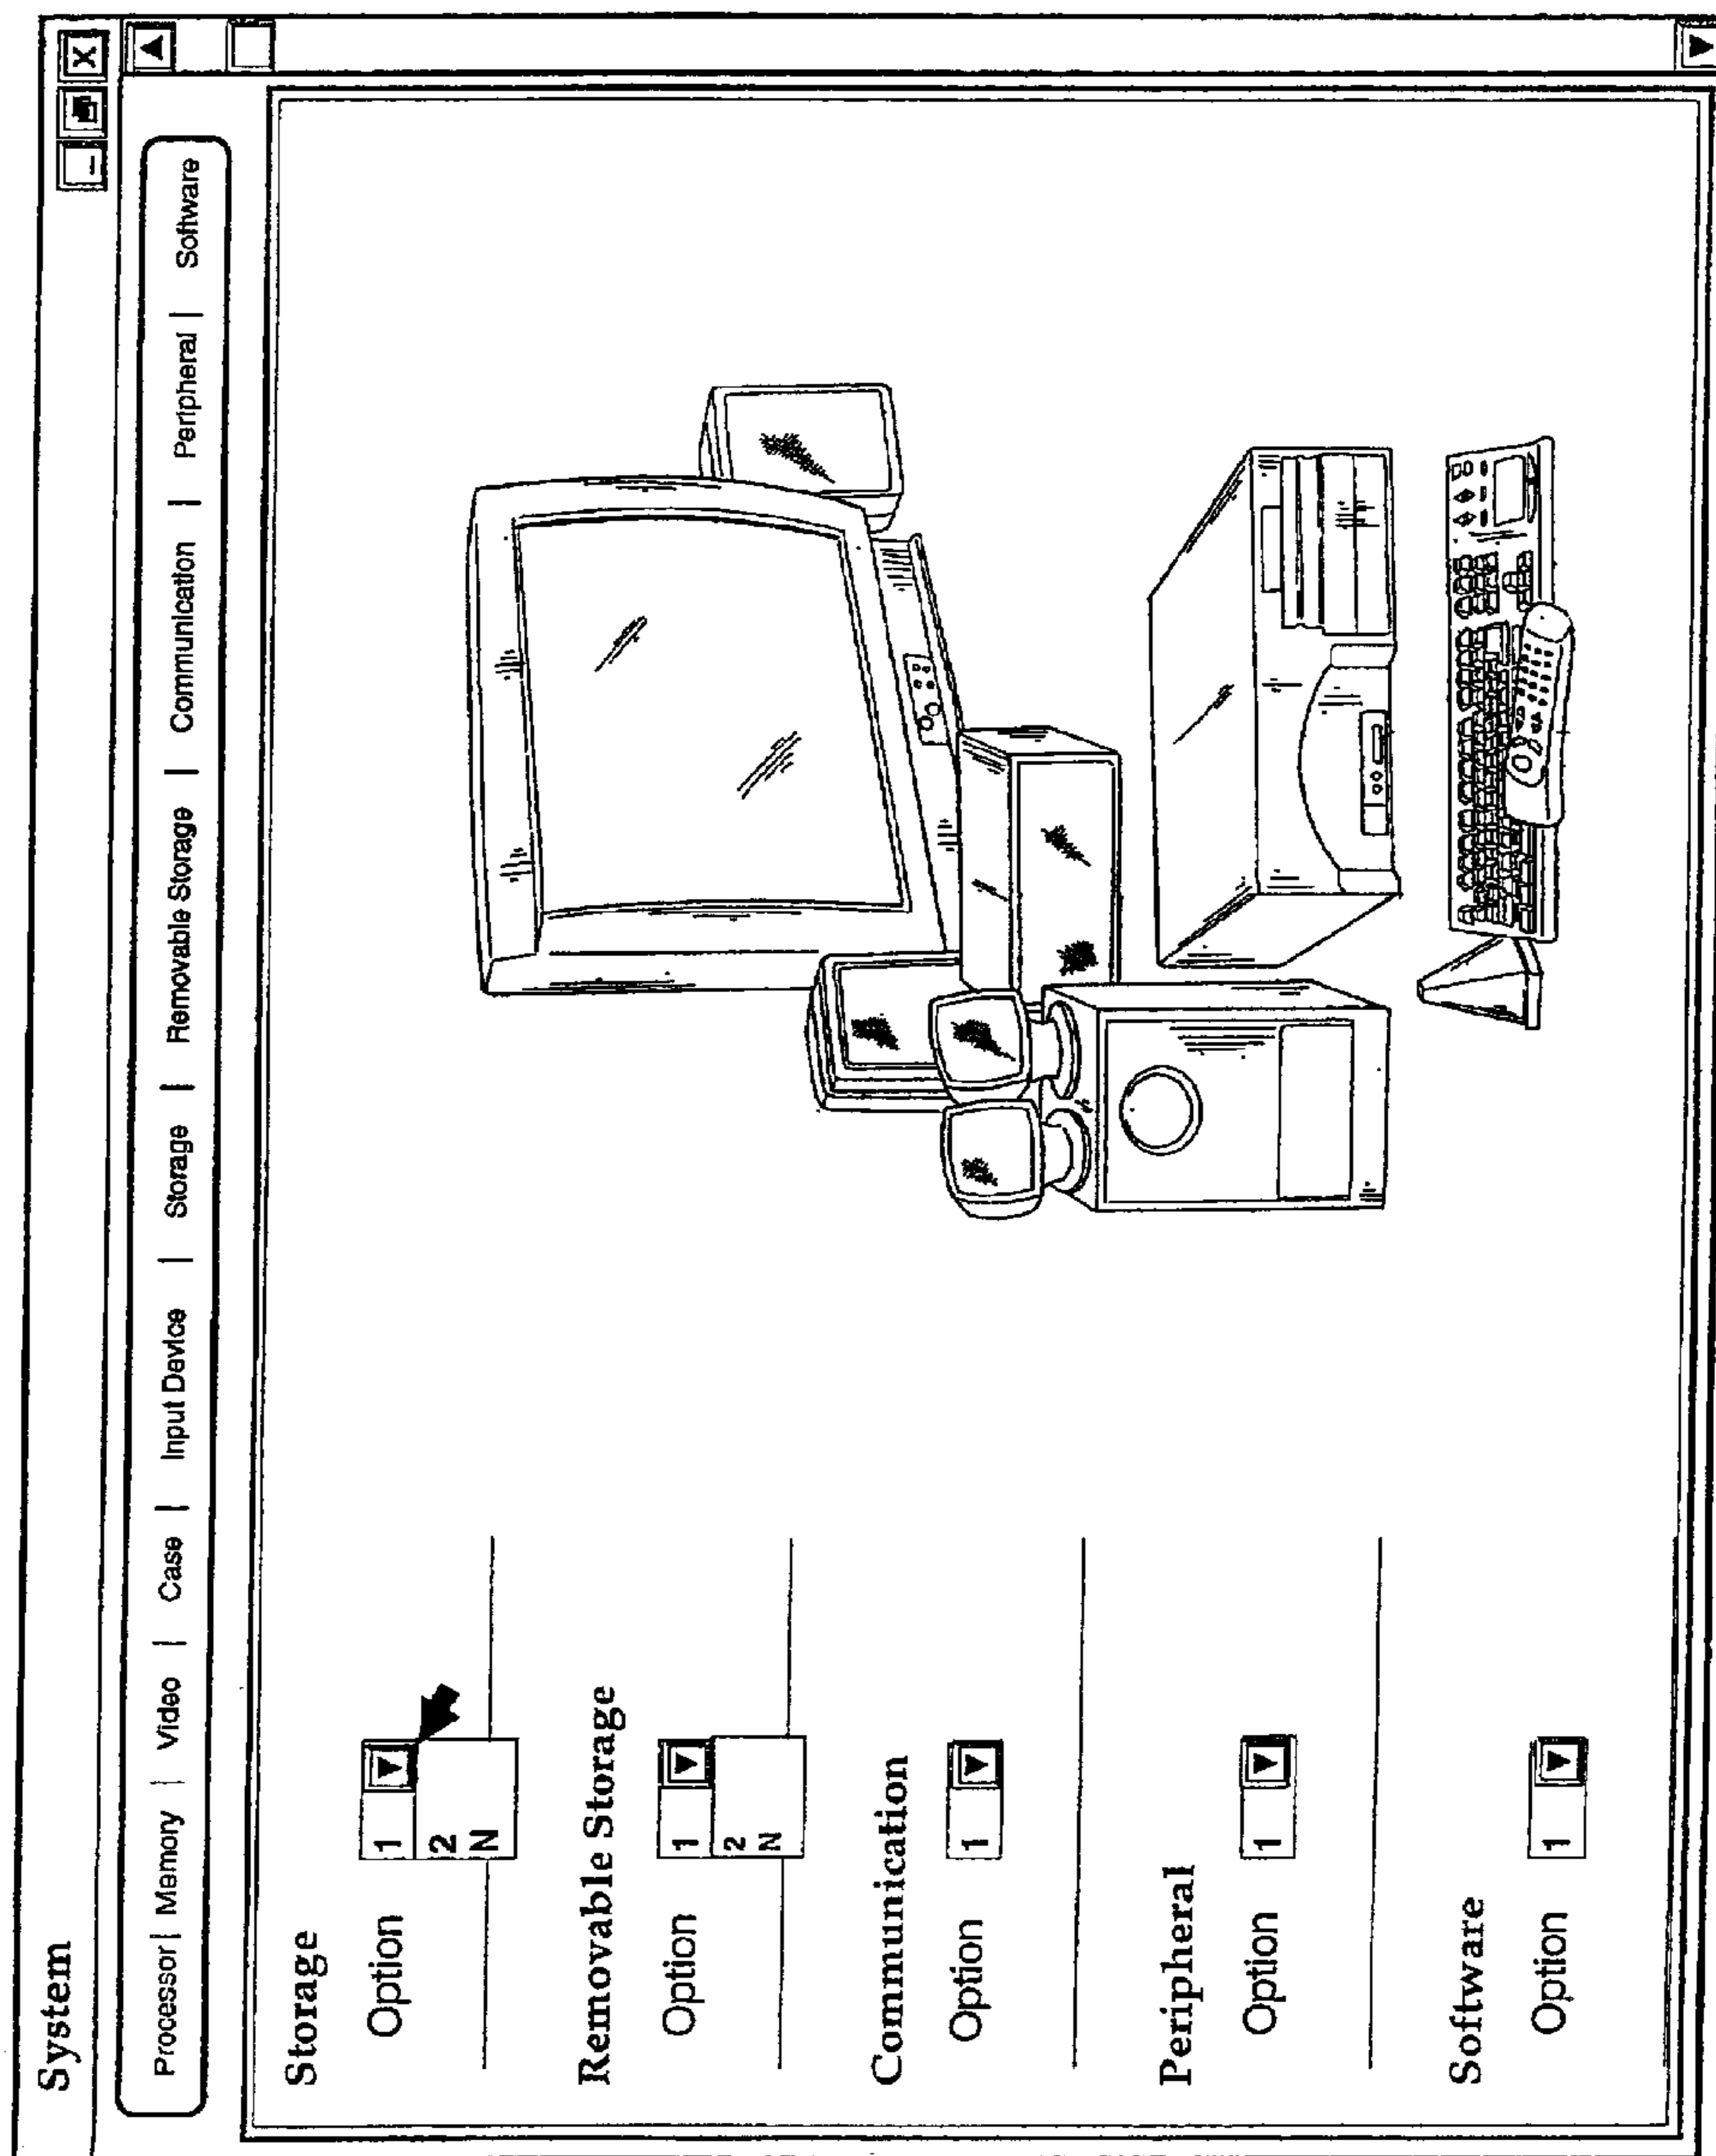 System
Processor | Memory | Video | Case | Input Device | Storage | Removable Storage | Communication | Peripheral | Software
Storage
Option 1
2
N
Removable Storage
Option 1
2
N
Communication
Option 1
Peripheral
Option 1
Software
Option 1